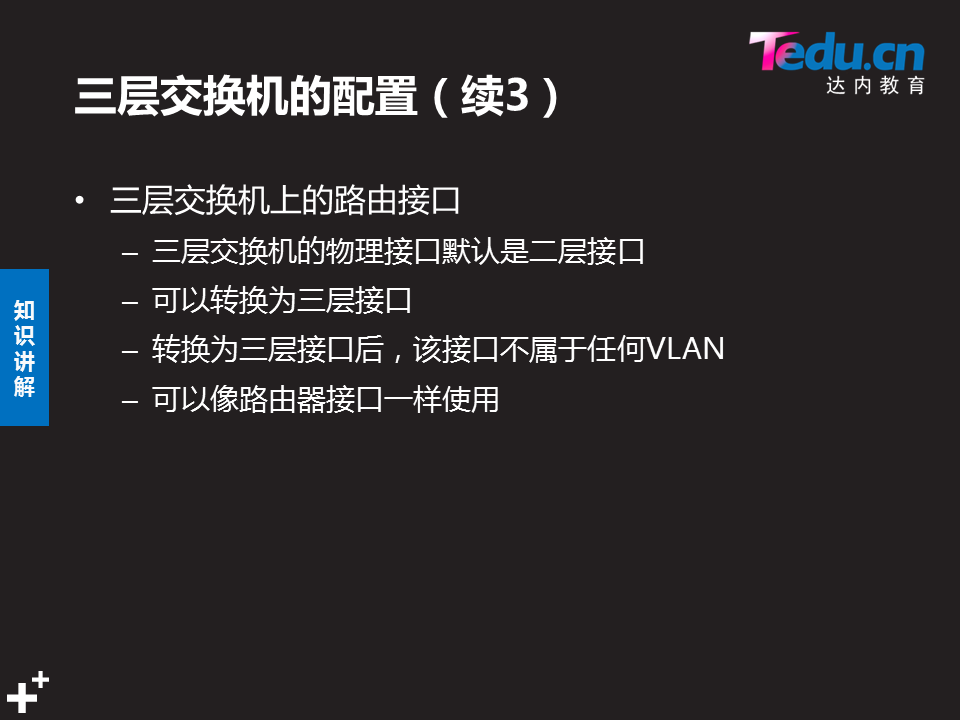 Tedu.cn
达内教育
三层交换机的配置（续3）
• 三层交换机上的路由接口
– 三层交换机的物理接口默认是二层接口
– 可以转换为三层接口
– 转换为三层接口后，该接口不属于任何VLAN
– 可以像路由器接口一样使用
知识讲解